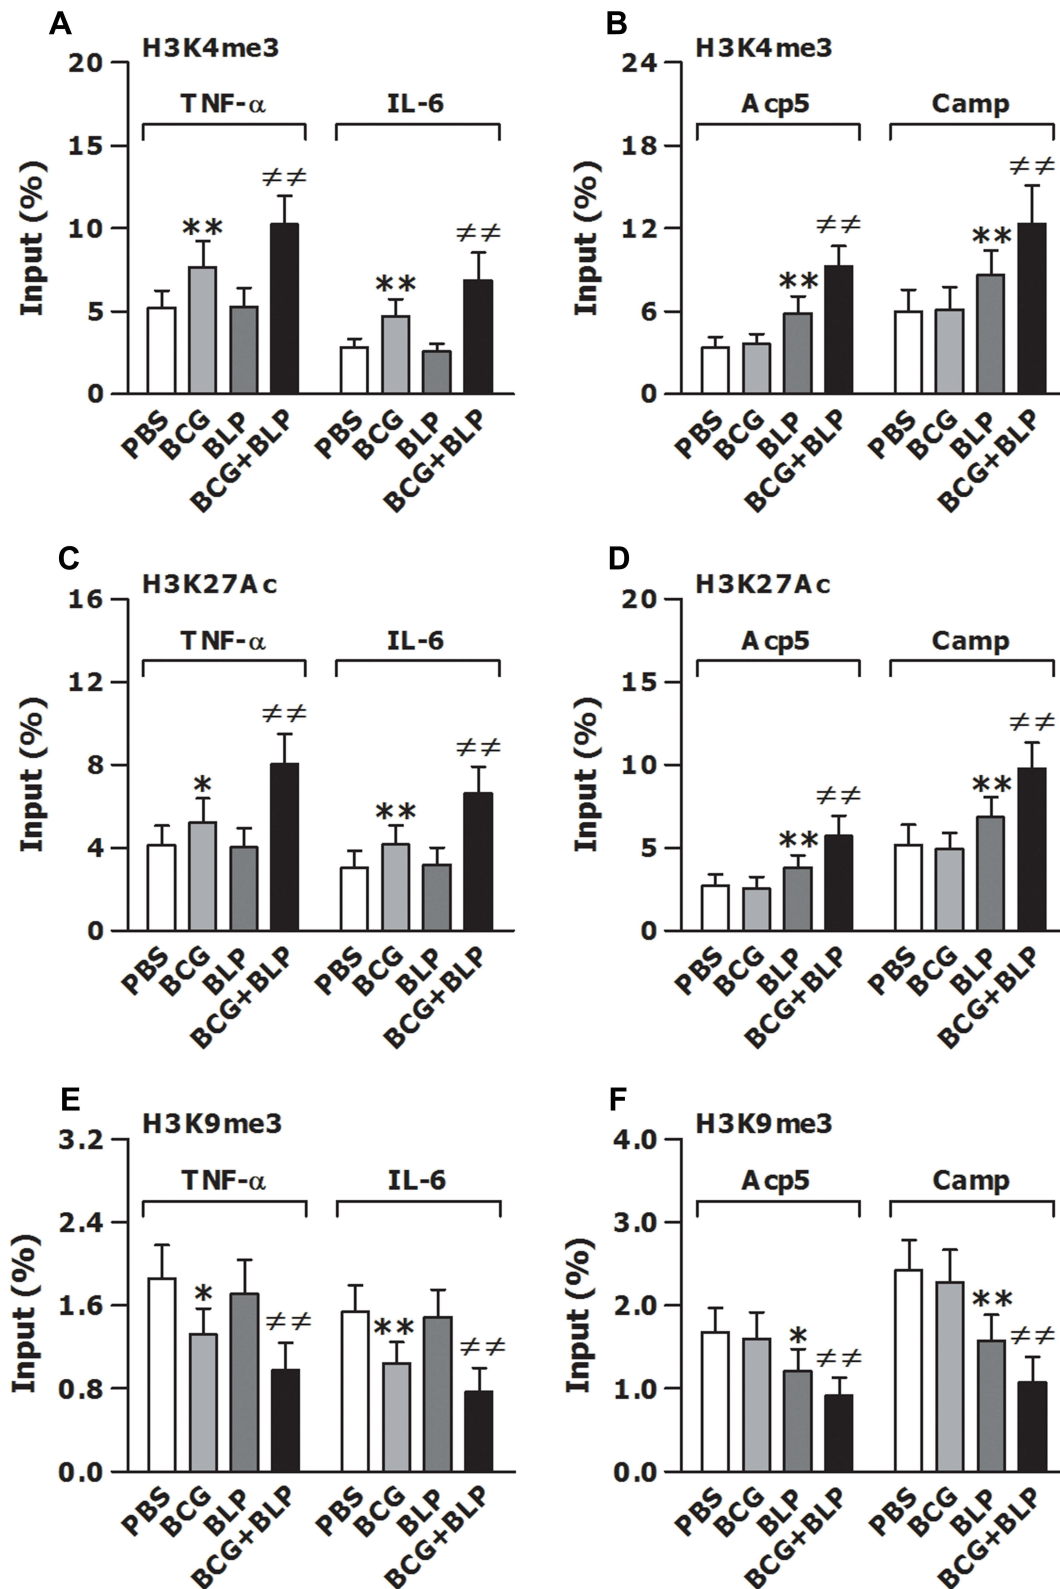 A
H3K4me3
20
15
10
5
0
Input (%)
TNF-α
IL-6
**
≠≠
**
≠≠
PBS
BCG
BLP
BCG+BLP
PBS
BCG
BLP
BCG+BLP
B
H3K4me3
24
18
12
6
0
Input (%)
Acp5
Camp
**
≠≠
**
≠≠
PBS
BCG
BLP
BCG+BLP
PBS
BCG
BLP
BCG+BLP
C
H3K27Ac
16
12
8
4
0
Input (%)
TNF-α
IL-6
*
≠≠
**
≠≠
PBS
BCG
BLP
BCG+BLP
PBS
BCG
BLP
BCG+BLP
D
H3K27Ac
20
15
10
5
0
Input (%)
Acp5
Camp
**
≠≠
**
≠≠
PBS
BCG
BLP
BCG+BLP
PBS
BCG
BLP
BCG+BLP
E
H3K9me3
3.2
2.4
1.6
0.8
0.0
Input (%)
TNF-α
IL-6
*
≠≠
**
≠≠
PBS
BCG
BLP
BCG+BLP
PBS
BCG
BLP
BCG+BLP
F
H3K9me3
4.0
3.0
2.0
1.0
0.0
Input (%)
Acp5
Camp
*
≠≠
**
≠≠
PBS
BCG
BLP
BCG+BLP
PBS
BCG
BLP
BCG+BLP